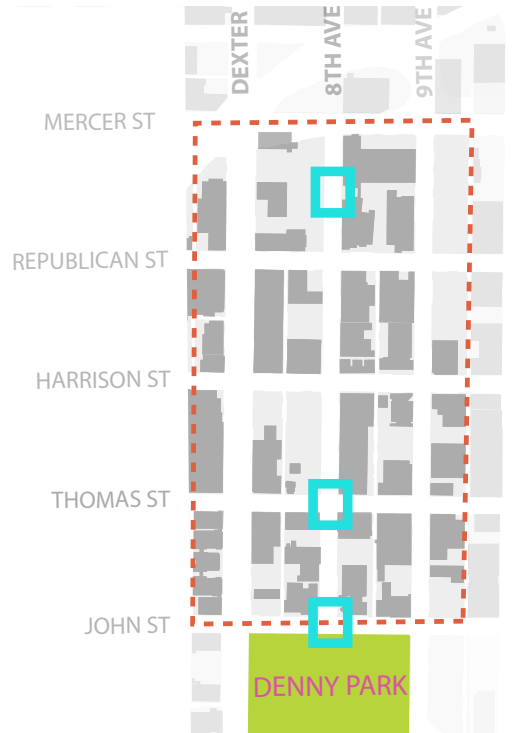 DEXTER
8TH AVE
9TH AVE
MERCER ST
REPUBLICAN ST
HARRISON ST
THOMAS ST
JOHN ST
DENNY PARK